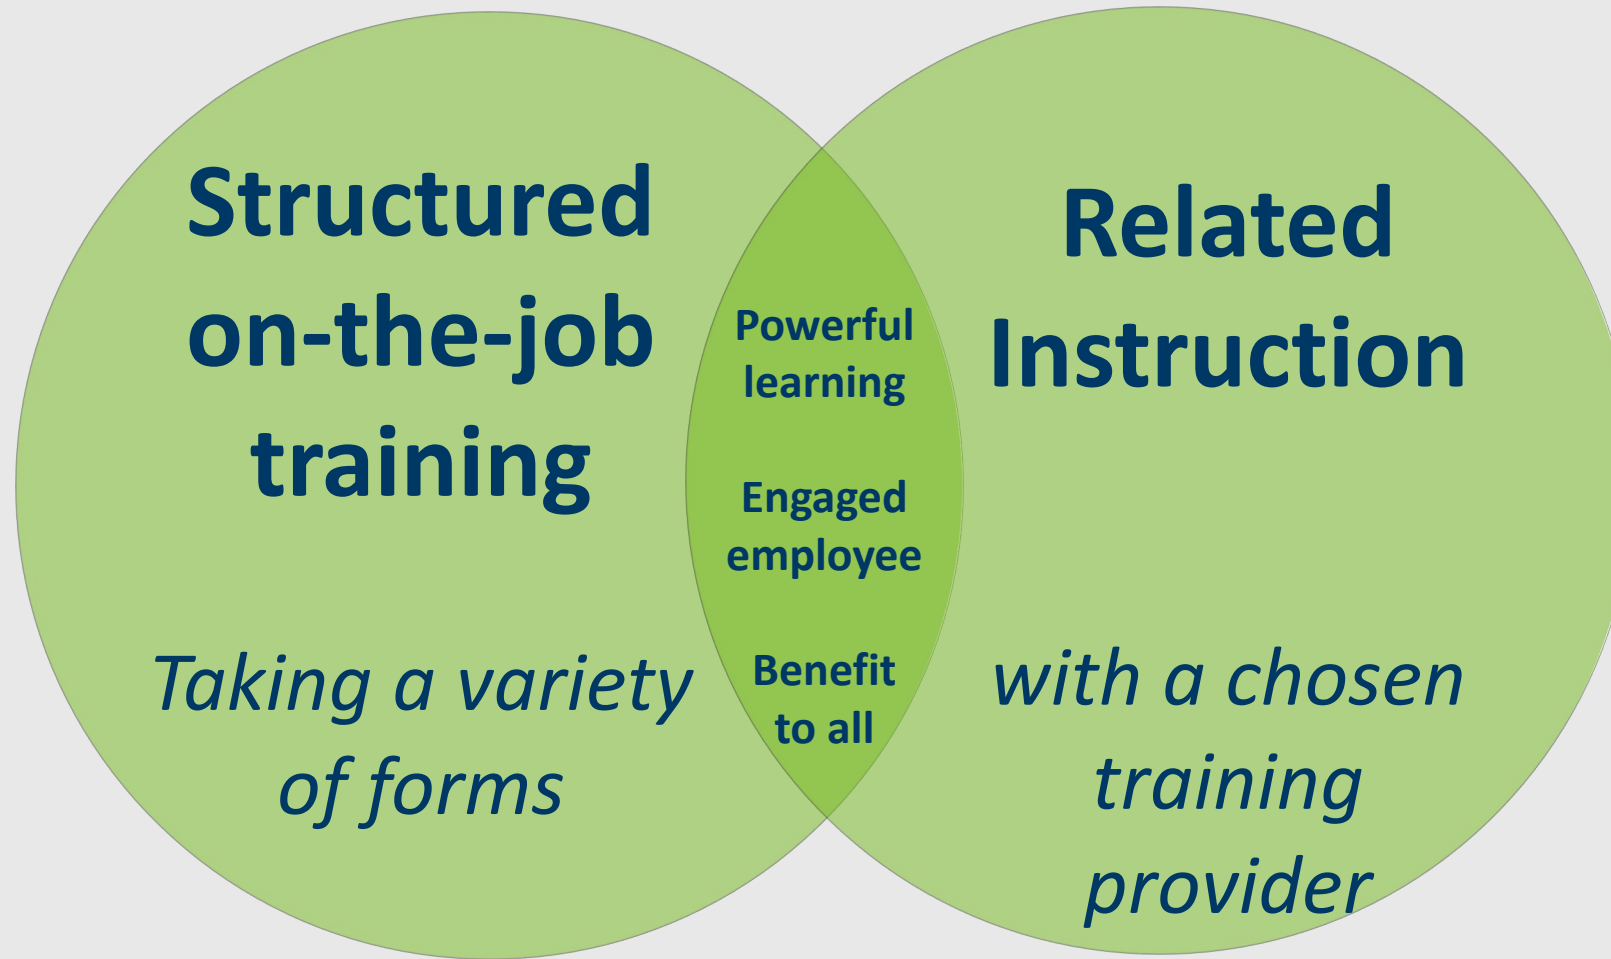 Structured
on-the-job
training
Taking a variety
of forms
Powerful
learning
Engaged
employee
Benefit
to all
Related
Instruction
with a chosen
training
provider